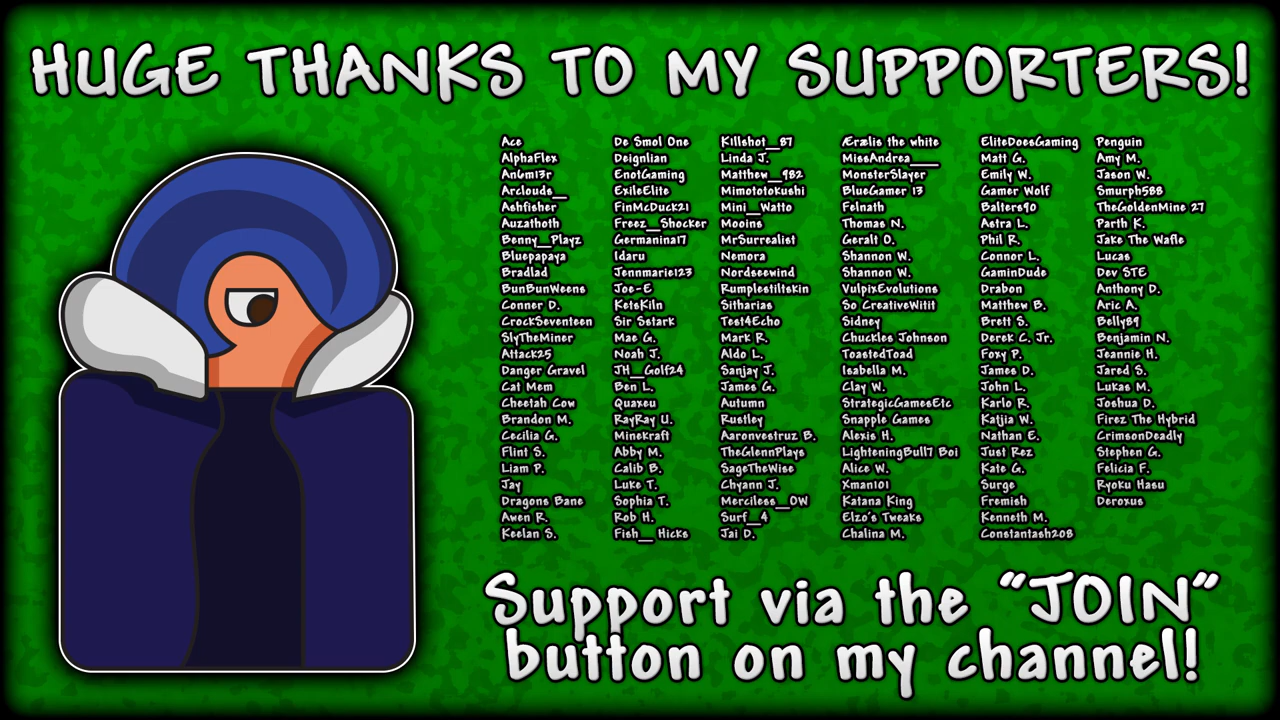 HUGE THANKS TO MY SUPPORTERS!
Ace
AlphaFlex
An6m13r
Arclouds__
Ashfisher
Auzathoth
Benny__Playz
Bluepapaya
Bradlad
BunBunWeens
Conner D.
CrockSeventeen
SlyTheMiner
Attack25
Danger Gravel
Cat Mem
Cheetah Cow
Brandon M.
Cecilia G.
Flint S.
Liam P.
Jay
Dragons Bane
Awen R.
Keelan S.
De Smol One
Deignlian
EnotGaming
ExileElite
FinMcDuck21
Freez__Shocker
Germanina17
Idaru
Jennmarie123
Joe-E
KetsKiln
Sir Sstark
Mae G.
Noah J.
JH__Golf24
Ben L.
Quaxeu
RayRay U.
Minekraft
Abby M.
Calib B.
Luke T.
Sophia T.
Rob H.
Fish__ Hicks
K1llshot__87
Linda J.
Matthew__982
Mimototokushi
Mini__Watto
Mooins
MrSurrealist
Nemora
Nordseewind
Rumplestiltskin
Sitharias
Test4Echo
Mark R.
Aldo L.
Sanjay J.
James G.
Autumn
Rustley
Aaronvestruz B.
TheGlennPlays
SageTheWise
Chyann J.
Merciless__OW
Surf__4
Jai D.
Ærælis the white
MissAndrea____
MonsterSlayer
BlueGamer 13
Felnath
Thomas N.
Geralt O.
Shannon W.
Shannon W.
VulpixEvolutions
So CreativeWitit
Sidney
Chuckles Johnson
ToastedToad
Isabella M.
Clay W.
StrategicGamesEtc
Snapple Games
Alexis H.
LighteningBull7 Boi
Alice W.
Xman101
Katana King
Elzo's Tweaks
Chalina M.
EliteDoesGaming
Matt G.
Emily W.
Gamer Wolf
Balters90
Astra L.
Phil R.
Connor L.
GaminDude
Drabon
Matthew B.
Brett S.
Derek C. Jr.
Foxy P.
James D.
John L.
Karlo R.
Katjia W.
Nathan E.
Just Rez
Kate G.
Surge
Fremish
Kenneth M.
Constantash208
Penguin
Amy M.
Jason W.
Smurph588
TheGoldenMine 27
Parth K.
Jake The Wafle
Lucas
Dev STE
Anthony D.
Aric A.
Belly89
Benjamin N.
Jeannie H.
Jared S.
Lukas M.
Joshua D.
Firez The Hybrid
CrimsonDeadly
Stephen G.
Felicia F.
Ryoku Hasu
Deroxus
Support via the "JOIN"
button on my channel!